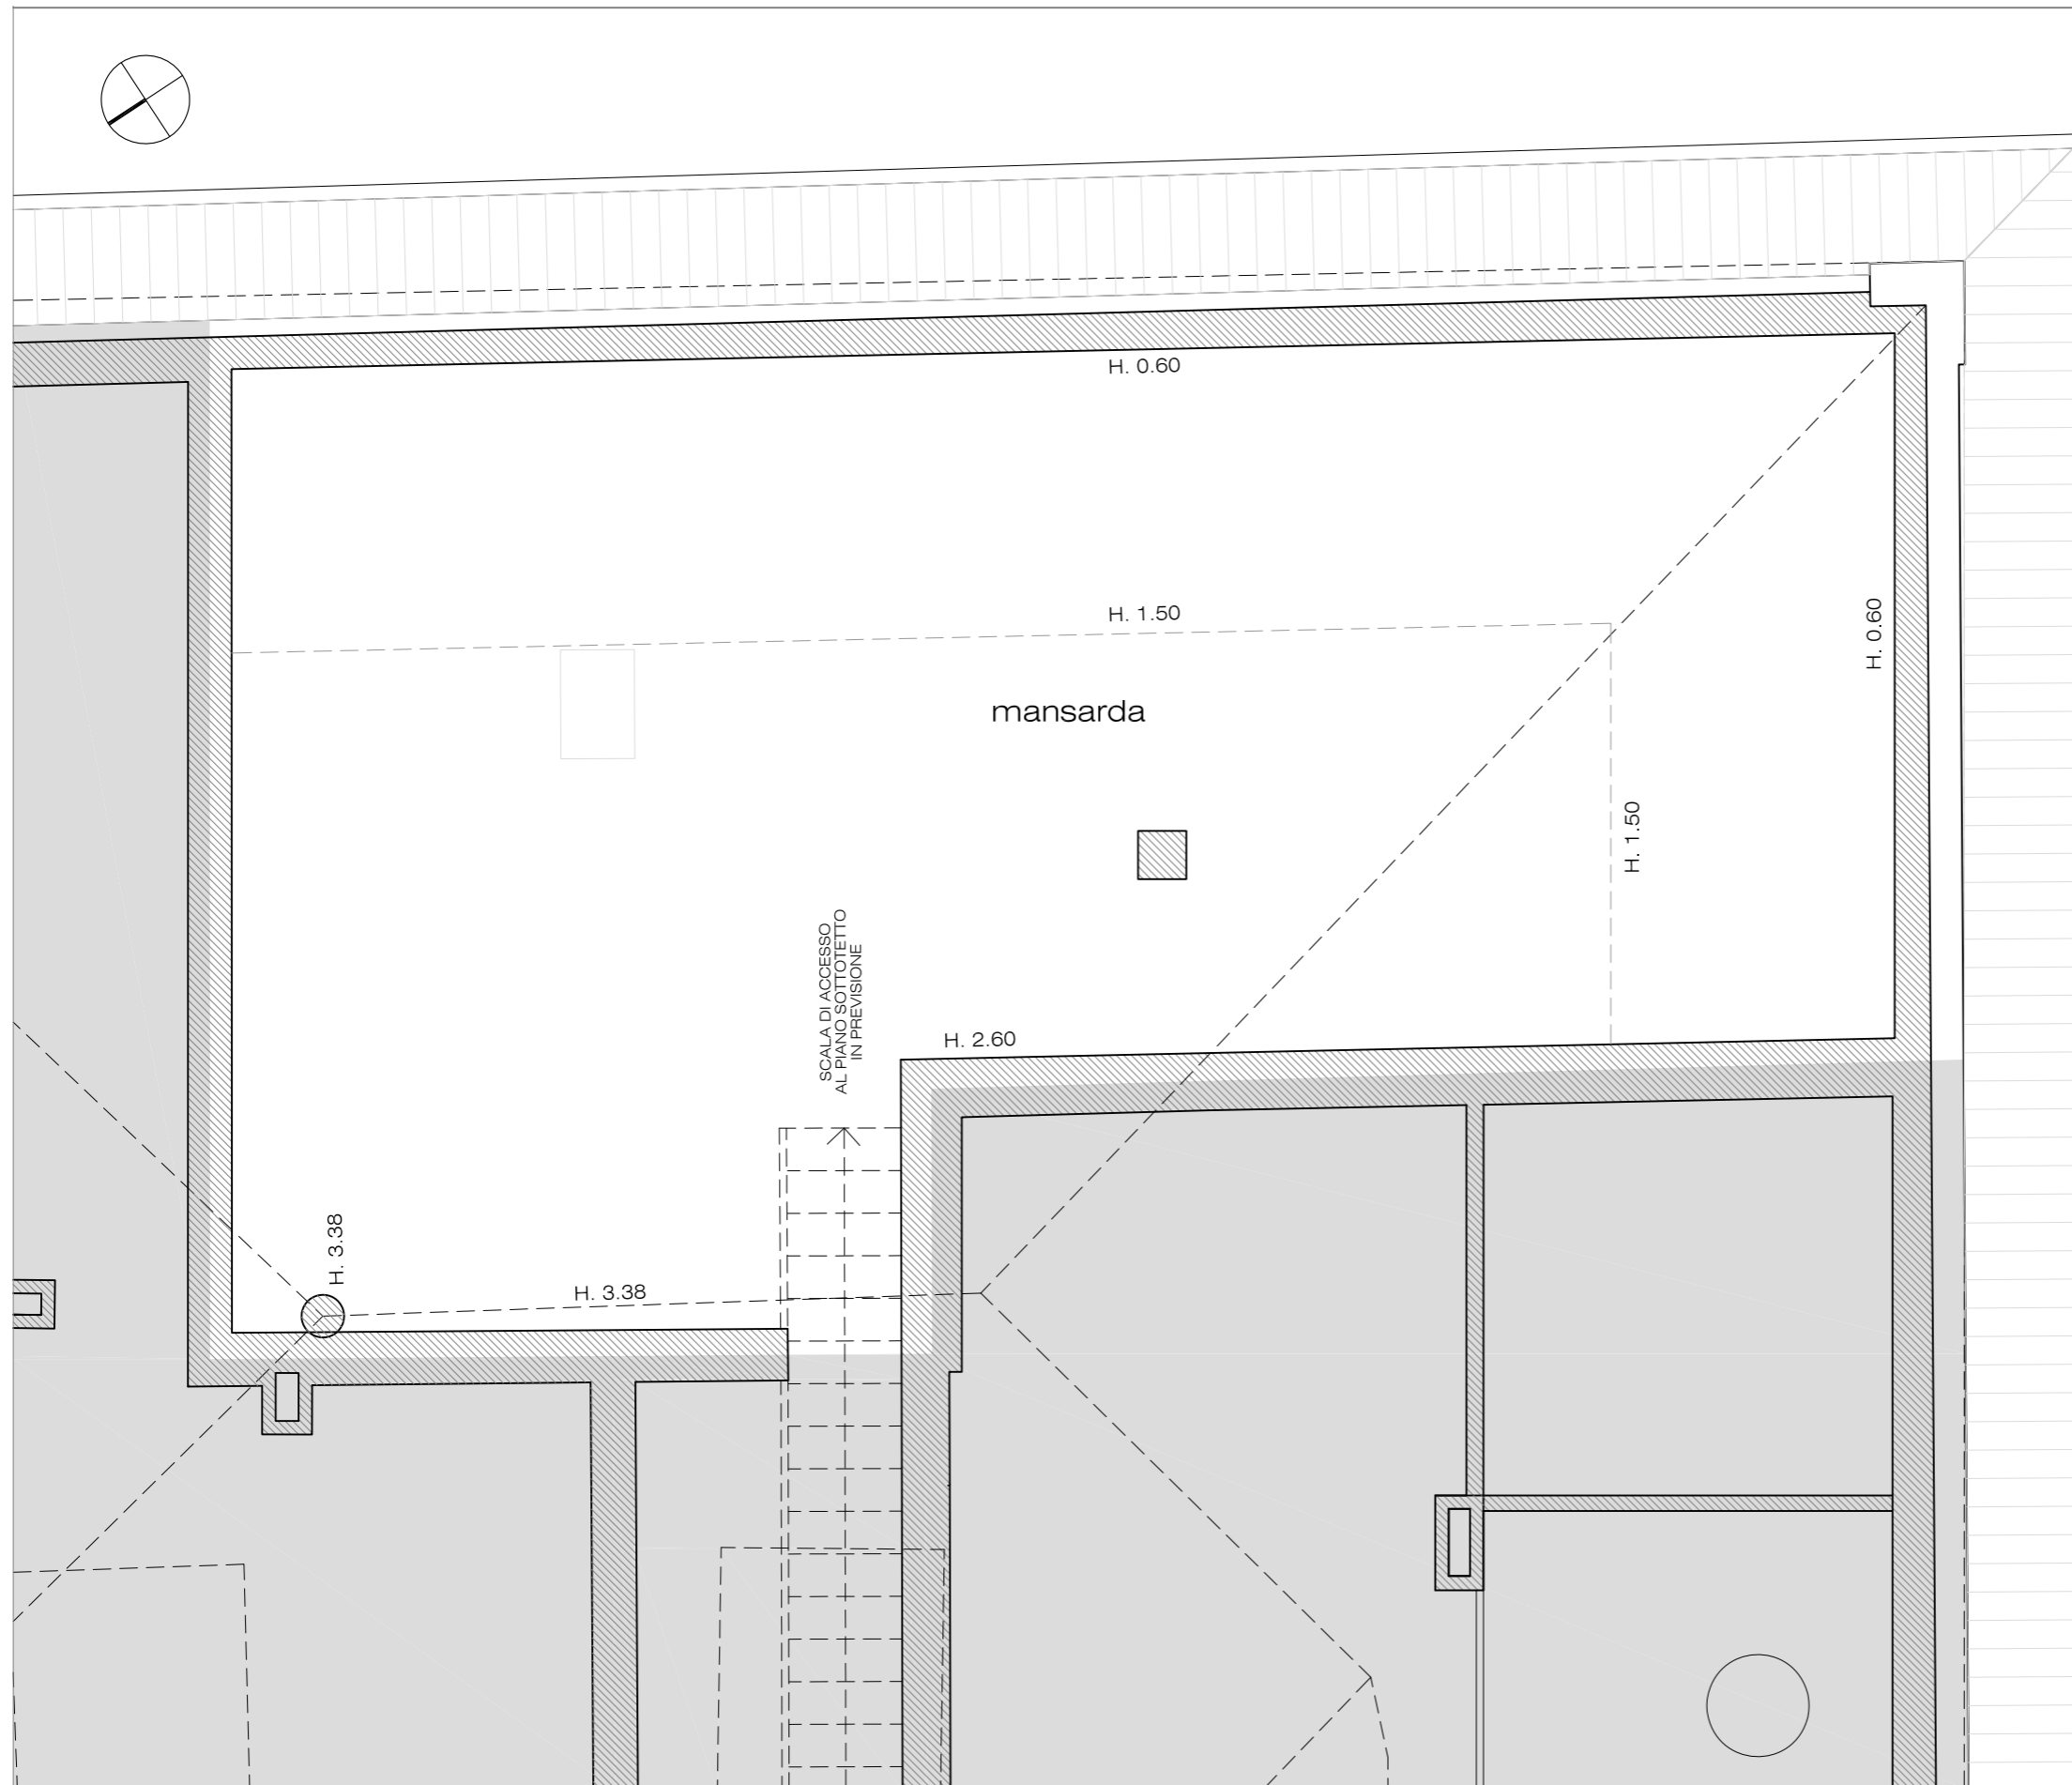 H. 0.60
H. 1.50
H. 0.60
mansarda
H. 1.50
SCALA DI ACCESSO
AL PIANO SOTTOTETTO
IN PREVISIONE
H. 2.60
H. 3.38
H. 3.38